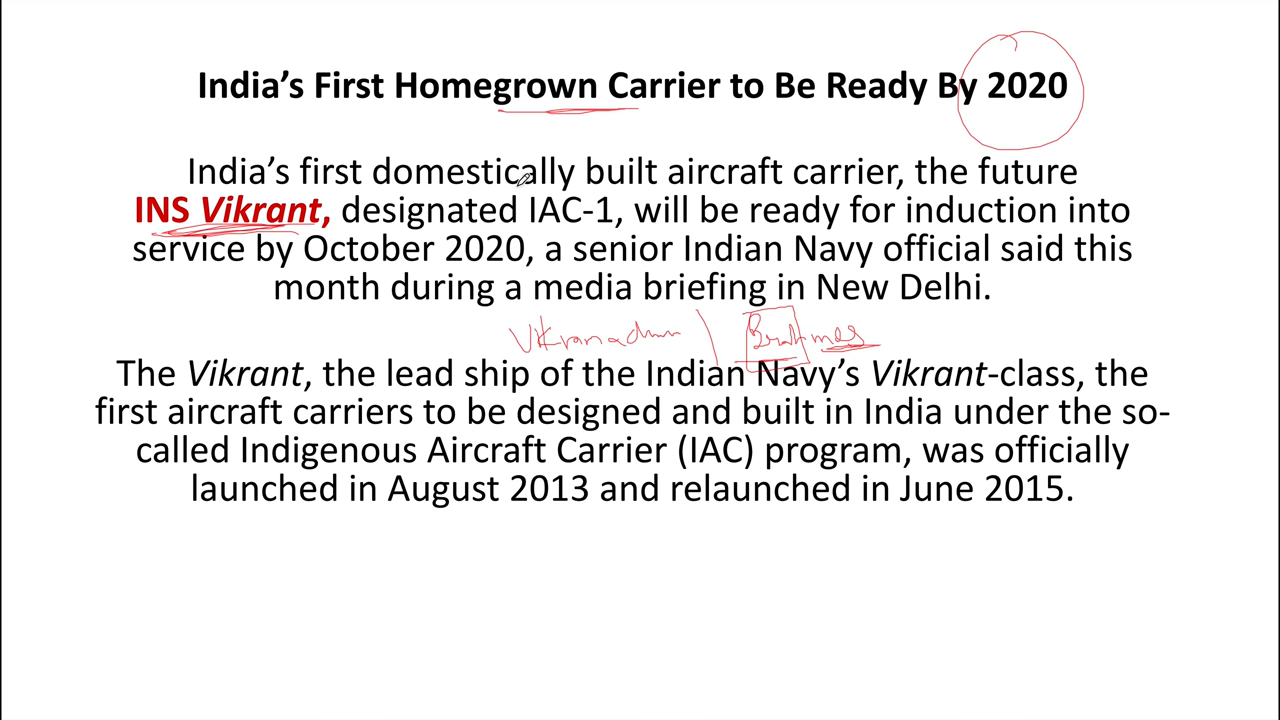 India’s First Homegrown Carrier to Be Ready By 2020
India’s first domestically built aircraft carrier, the future
INS Vikrant, designated IAC-1, will be ready for induction into
service by October 2020, a senior Indian Navy official said this
month during a media briefing in New Delhi.
The Vikrant, the lead ship of the Indian Navy’s Vikrant-class, the
first aircraft carriers to be designed and built in India under the so-
called Indigenous Aircraft Carrier (IAC) program, was officially
launched in August 2013 and relaunched in June 2015.